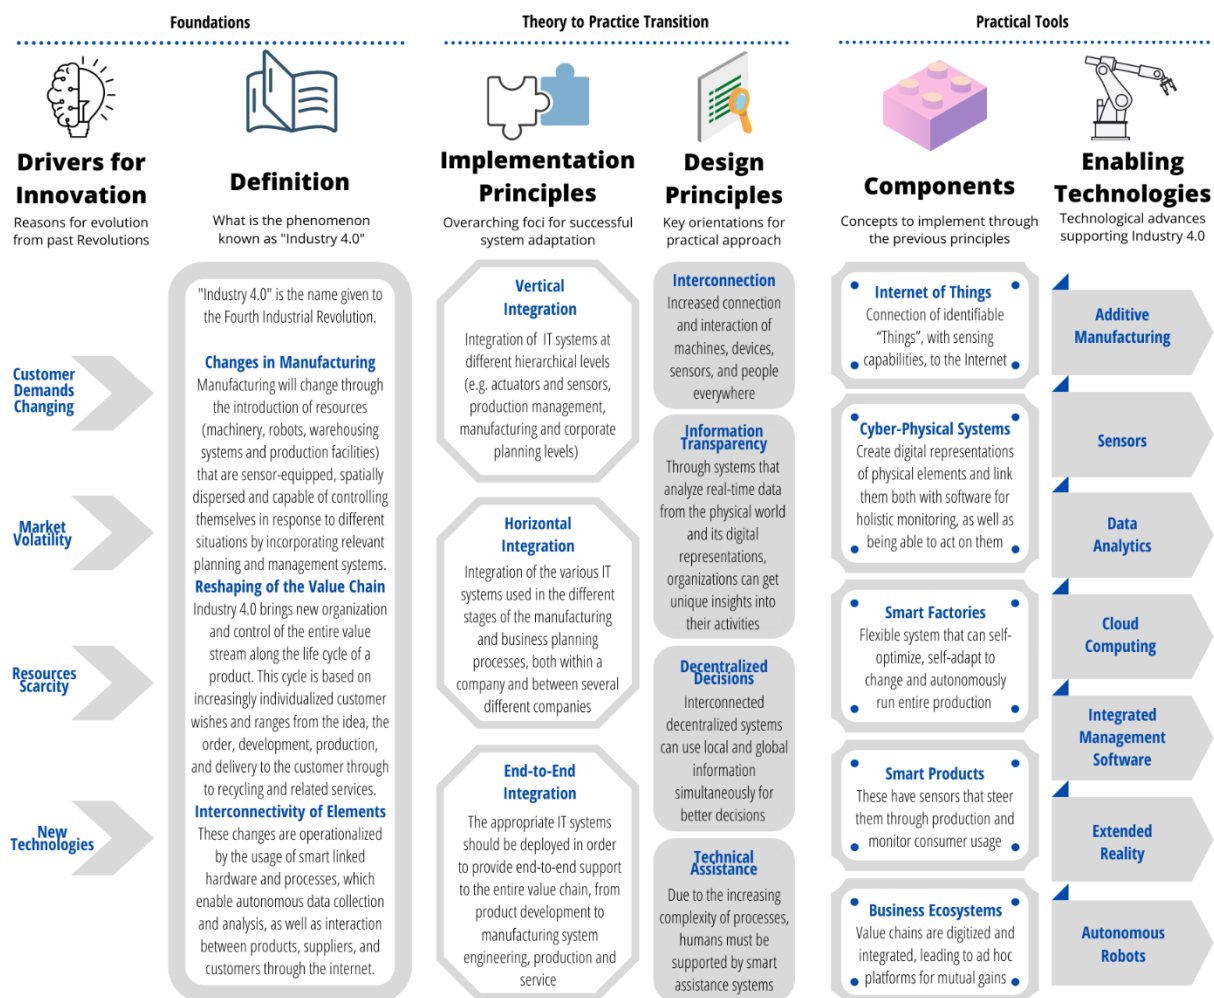 Foundations
Theory to Practice Transition
Practical Tools
Drivers for
Innovation
Reasons for evolution
from past Revolutions
Definition
What is the phenomenon
known as "Industry 4.0"
Implementation
Principles
Overarching foci for successful
system adaptation
Design
Principles
Key orientations for
practical approach
Components
Concepts to implement through
the previous principles
Enabling
Technologies
Technological advances
supporting Industry 4.0
Customer
Demands
Changing
Market
Volatility
Resources
Scarcity
New
Technologies
"Industry 4.0" is the name given to
the Fourth Industrial Revolution.
Changes in Manufacturing
Manufacturing will change through
the introduction of resources
(machinery, robots, warehousing
systems and production facilities)
that are sensor-equipped, spatially
dispersed and capable of controlling
themselves in response to different
situations by incorporating relevant
planning and management systems.
Reshaping of the Value Chain
Industry 4.0 brings new organization
and control of the entire value
stream along the life cycle of a
product. This cycle is based on
increasingly individualized customer
wishes and ranges from the idea, the
order, development, production,
and delivery to the customer through
to recycling and related services.
Interconnectivity of Elements
These changes are operationalized
by the usage of smart linked
hardware and processes, which
enable autonomous data collection
and analysis, as well as interaction
between products, suppliers, and
customers through the internet.
Vertical
Integration
Integration of IT systems at
different hierarchical levels
(e.g. actuators and sensors,
production management,
manufacturing and corporate
planning levels)
Horizontal
Integration
Integration of the various IT
systems used in the different
stages of the manufacturing
and business planning
processes, both within a
company and between several
different companies
End-to-End
Integration
The appropriate IT systems
should be deployed in order
to provide end-to-end support
to the entire value chain, from
product development to
manufacturing system
engineering, production and
service
Interconnection
Increased connection
and interaction of
machines, devices,
sensors, and people
everywhere
Information
Transparency
Through systems that
analyze real-time data
from the physical world
and its digital
representations,
organizations can get
unique insights into
their activities
Decentralized
Decisions
Interconnected
decentralized systems
can use local and global
information
simultaneously for
better decisions
Technical
Assistance
Due to the increasing
complexity of processes,
humans must be
supported by smart
assistance systems
Internet of Things
Connection of identifiable
“Things”, with sensing
capabilities, to the Internet
Cyber-Physical Systems
Create digital representations
of physical elements and link
them both with software for
holistic monitoring, as well as
being able to act on them
Smart Factories
Flexible system that can self-
optimize, self-adapt to
change and autonomously
run entire production
Smart Products
These have sensors that steer
them through production and
monitor consumer usage
Business Ecosystems
Value chains are digitized and
integrated, leading to ad hoc
platforms for mutual gains
Additive
Manufacturing
Sensors
Data
Analytics
Cloud
Computing
Integrated
Management
Software
Extended
Reality
Autonomous
Robots